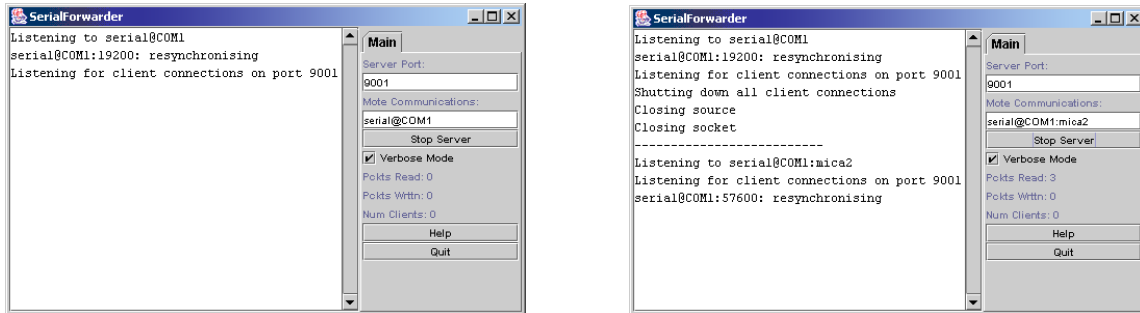 SerialForwarder
Listening to serial@COM1
serial@COM1:19200: resynchronising
Listening for client connections on port 9001
Main
Server Port:
9001
Mote Communications:
serial@COM1
Stop Server
Verbose Mode
Pckts Read: 0
Pckts Wrttn: 0
Num Clients: 0
Help
Quit
SerialForwarder
Listening to serial@COM1
serial@COM1:19200: resynchronising
Listening for client connections on port 9001
Shutting down all client connections
Closing source
Closing socket
--------------------------
Listening to serial@COM1:mica2
Listening for client connections on port 9001
serial@COM1:57600: resynchronising
Main
Server Port:
9001
Mote Communications:
serial@COM1:mica2
Stop Server
Verbose Mode
Pckts Read: 3
Pckts Wrttn: 0
Num Clients: 0
Help
Quit